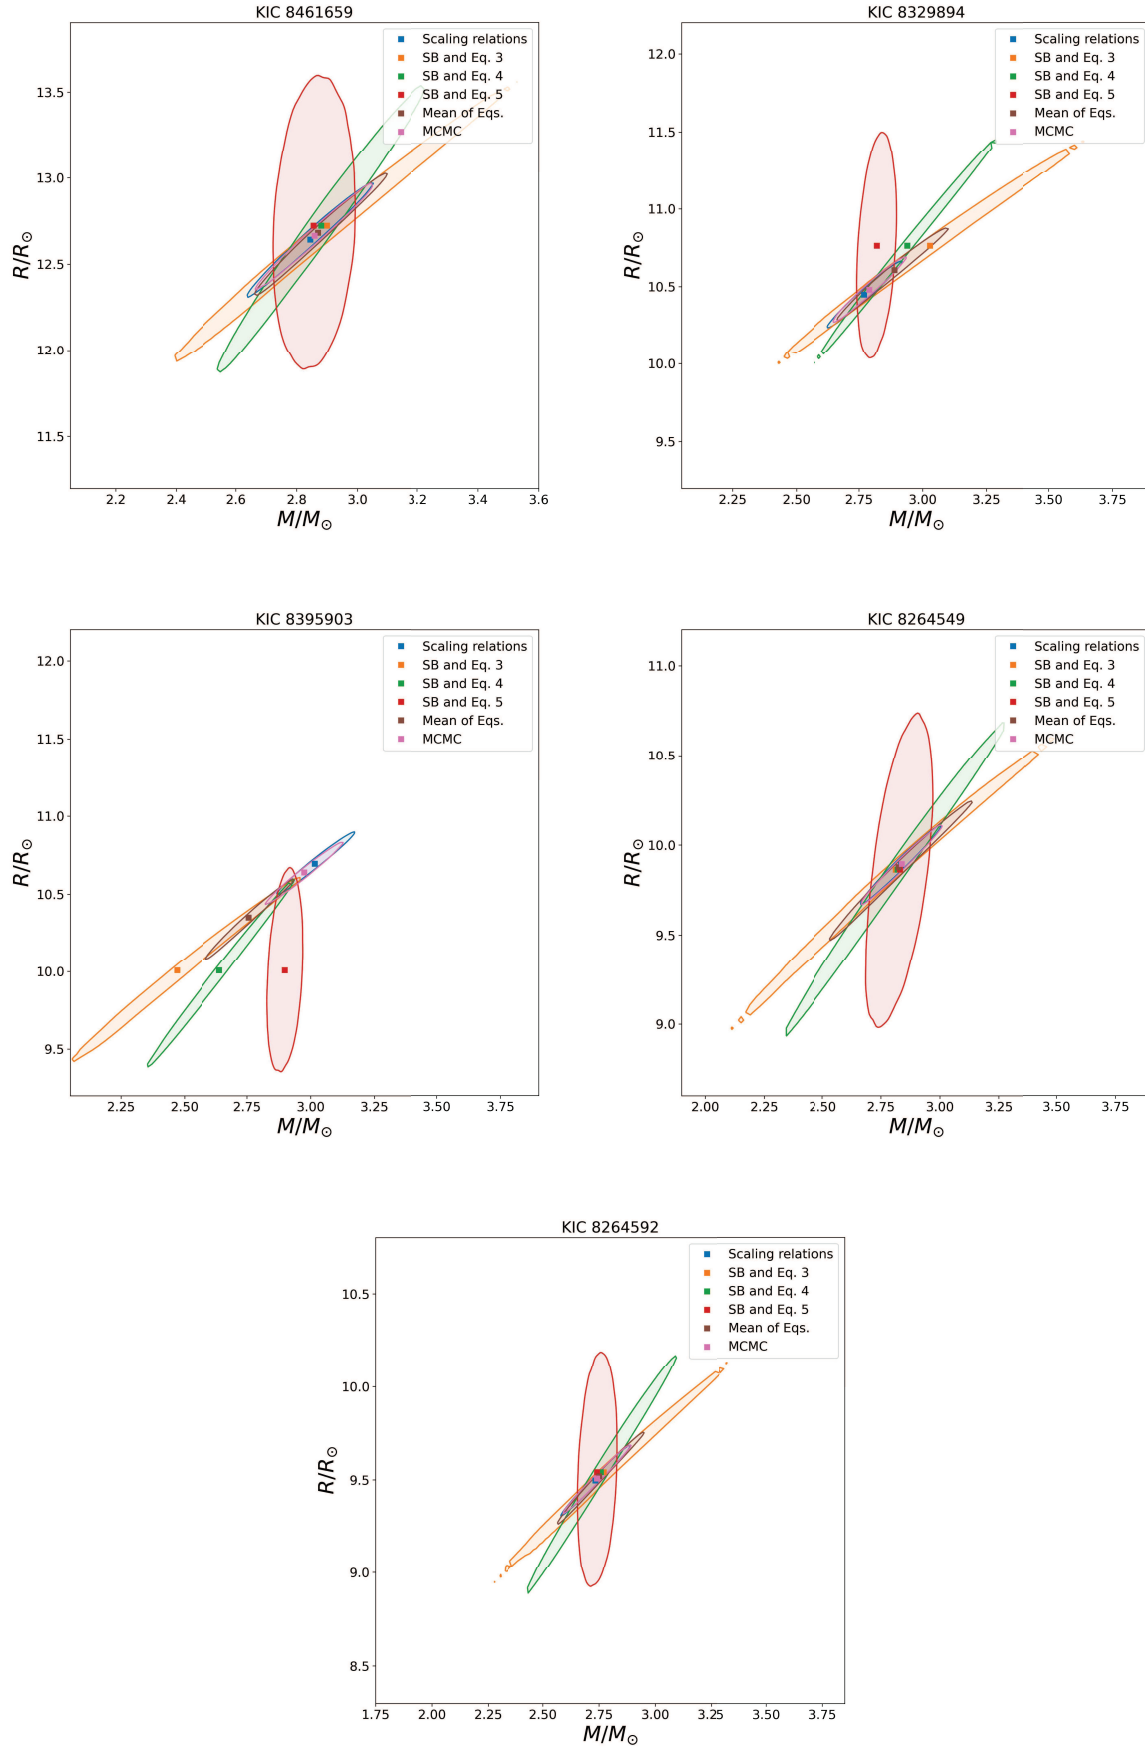 KIC 8461659
Scaling relations
SB and Eq. 3
SB and Eq. 4
SB and Eq. 5
Mean of Eqs.
MCMC
13.5
13.0
12.5
12.0
11.5
R/R☉
2.2 2.4 2.6 2.8 3.0 3.2 3.4 3.6
M/M☉
KIC 8329894
Scaling relations
SB and Eq. 3
SB and Eq. 4
SB and Eq. 5
Mean of Eqs.
MCMC
12.0
11.5
11.0
10.5
10.0
9.5
R/R☉
2.25 2.50 2.75 3.00 3.25 3.50 3.75
M/M☉
KIC 8395903
Scaling relations
SB and Eq. 3
SB and Eq. 4
SB and Eq. 5
Mean of Eqs.
MCMC
12.0
11.5
11.0
10.5
10.0
9.5
R/R☉
2.25 2.50 2.75 3.00 3.25 3.50 3.75
M/M☉
KIC 8264549
Scaling relations
SB and Eq. 3
SB and Eq. 4
SB and Eq. 5
Mean of Eqs.
MCMC
11.0
10.5
10.0
9.5
9.0
R/R☉
2.00 2.25 2.50 2.75 3.00 3.25 3.50 3.75
M/M☉
KIC 8264592
Scaling relations
SB and Eq. 3
SB and Eq. 4
SB and Eq. 5
Mean of Eqs.
MCMC
10.5
10.0
9.5
9.0
8.5
R/R☉
1.75 2.00 2.25 2.50 2.75 3.00 3.25 3.50 3.75
M/M☉